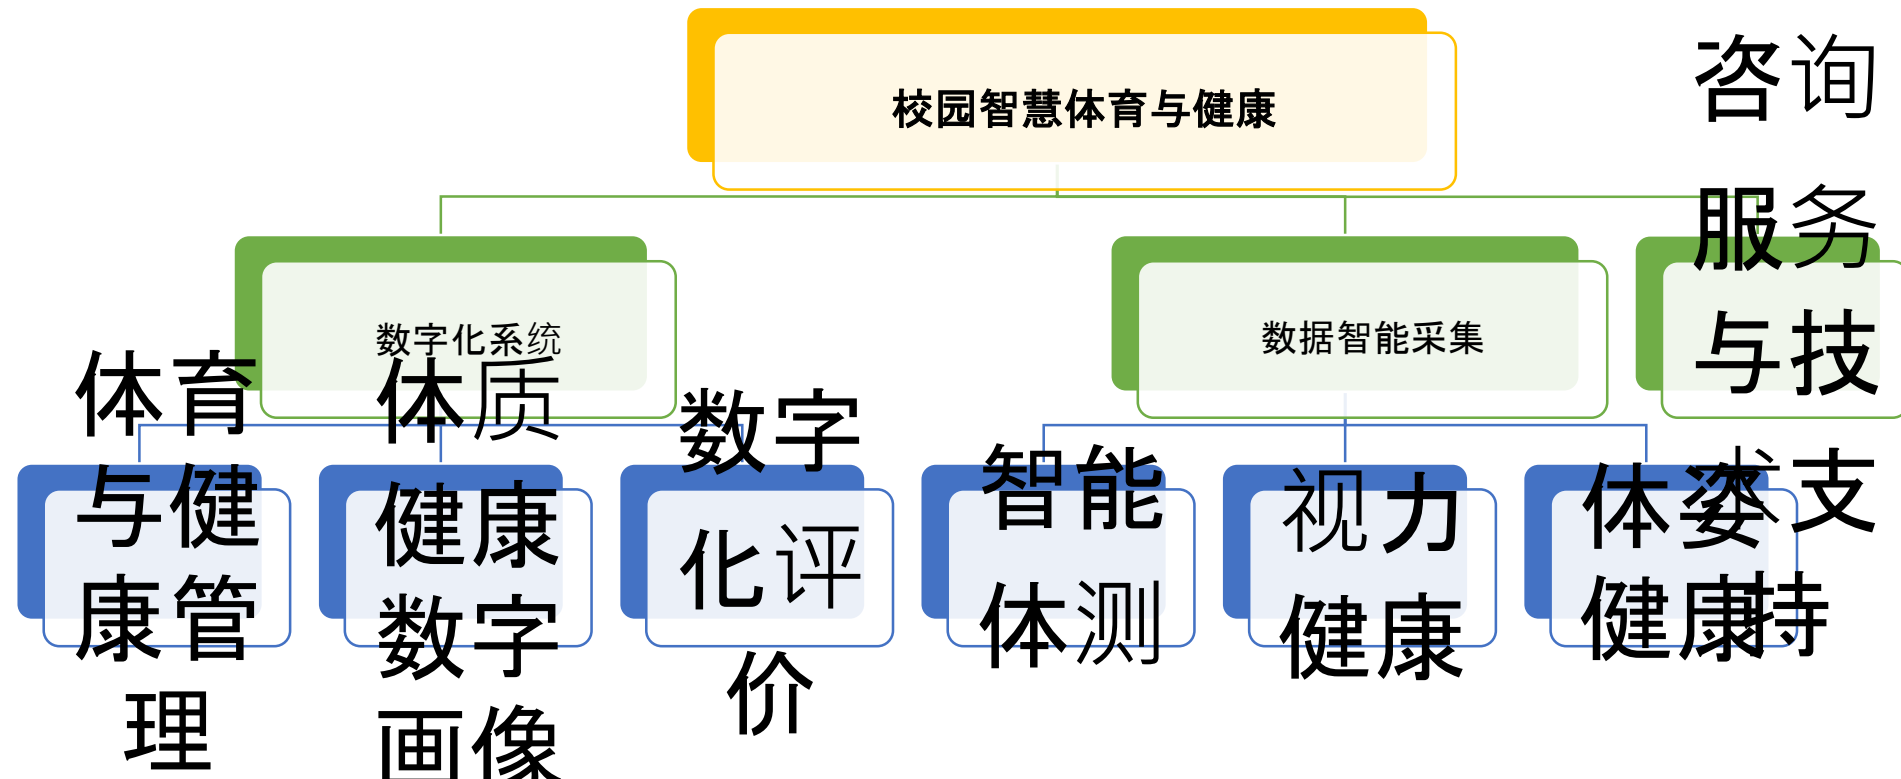 校园智慧体育与健康
数字化系统
数据智能采集
咨询
服务
与技
术支
持
体育
与健
康管
理
体质
健康
数字
画像
数字
化评
价
智能
体测
视力
健康
体姿
健康